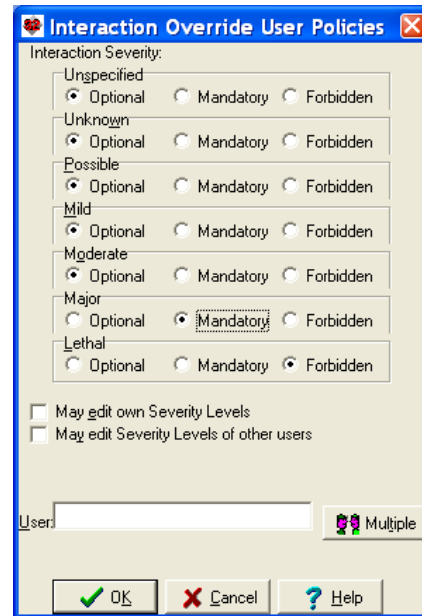 Interaction Override User Policies
Interaction Severity:
Unspecified
Optional Mandatory Forbidden
Unknown
Optional Mandatory Forbidden
Possible
Optional Mandatory Forbidden
Mild
Optional Mandatory Forbidden
Moderate
Optional Mandatory Forbidden
Major
Optional Mandatory Forbidden
Lethal
Optional Mandatory Forbidden
May edit own Severity Levels
May edit Severity Levels of other users
User: Multiple
OK Cancel ? Help